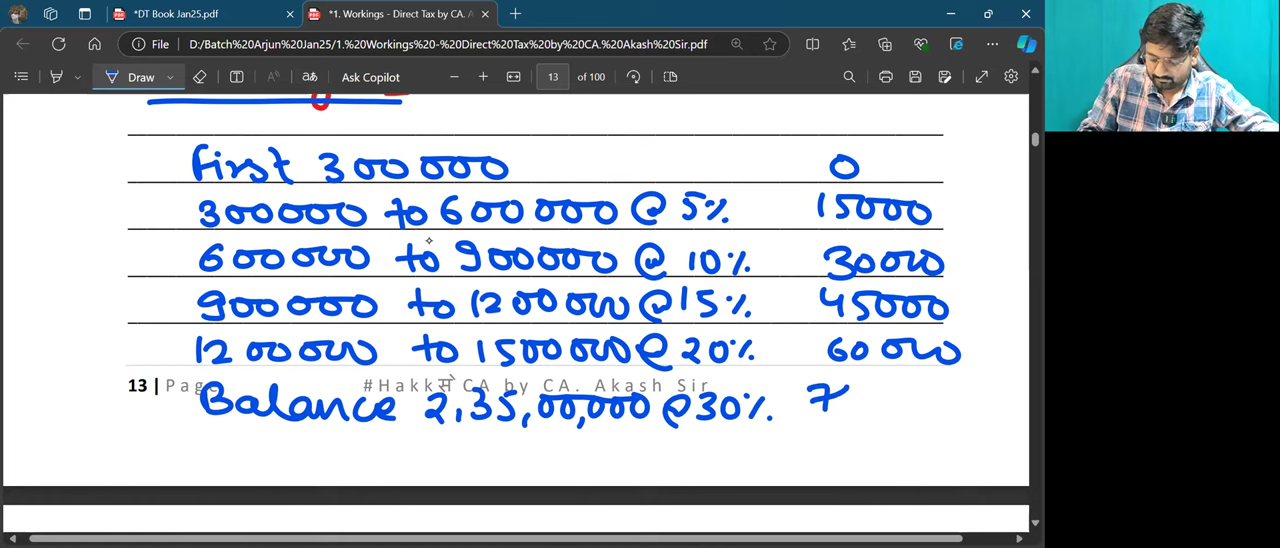 *DT Book Jan25.pdf
*1. Workings - Direct Tax by CA. A
File
D:/Batch%20Arjun%20Jan25/1.%20Workings%20-%20Direct%20Tax%20by%20CA.%20Akash%20Sir.pdf
Draw
aあ
Ask Copilot
13 of 100
First 300000 0
300000 to 600000 @ 5% 15000
600000 to 900000 @ 10% 30000
900000 to 1200000 @ 15% 45000
1200000 to 1500000 @ 20% 60000
13 | Page #Hakkसे CA by CA. Akash Sir
Balance 2,35,00,000 @ 30% 7